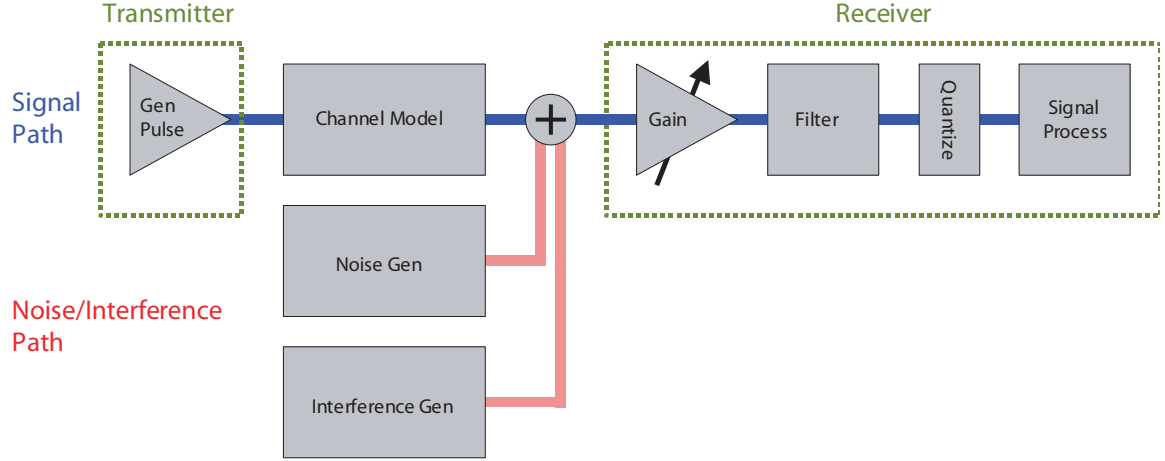 Transmitter
Receiver
Signal
Path
Gen
Pulse
Channel Model
+
Gain
Filter
Quantize
Signal
Process
Noise Gen
Noise/Interference
Path
Interference Gen